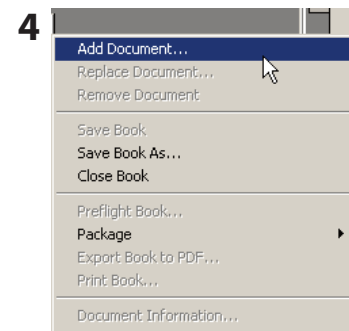 4
Add Document...
Replace Document...
Remove Document
Save Book
Save Book As...
Close Book
Preflight Book...
Package
Export Book to PDF...
Print Book...
Document Information...